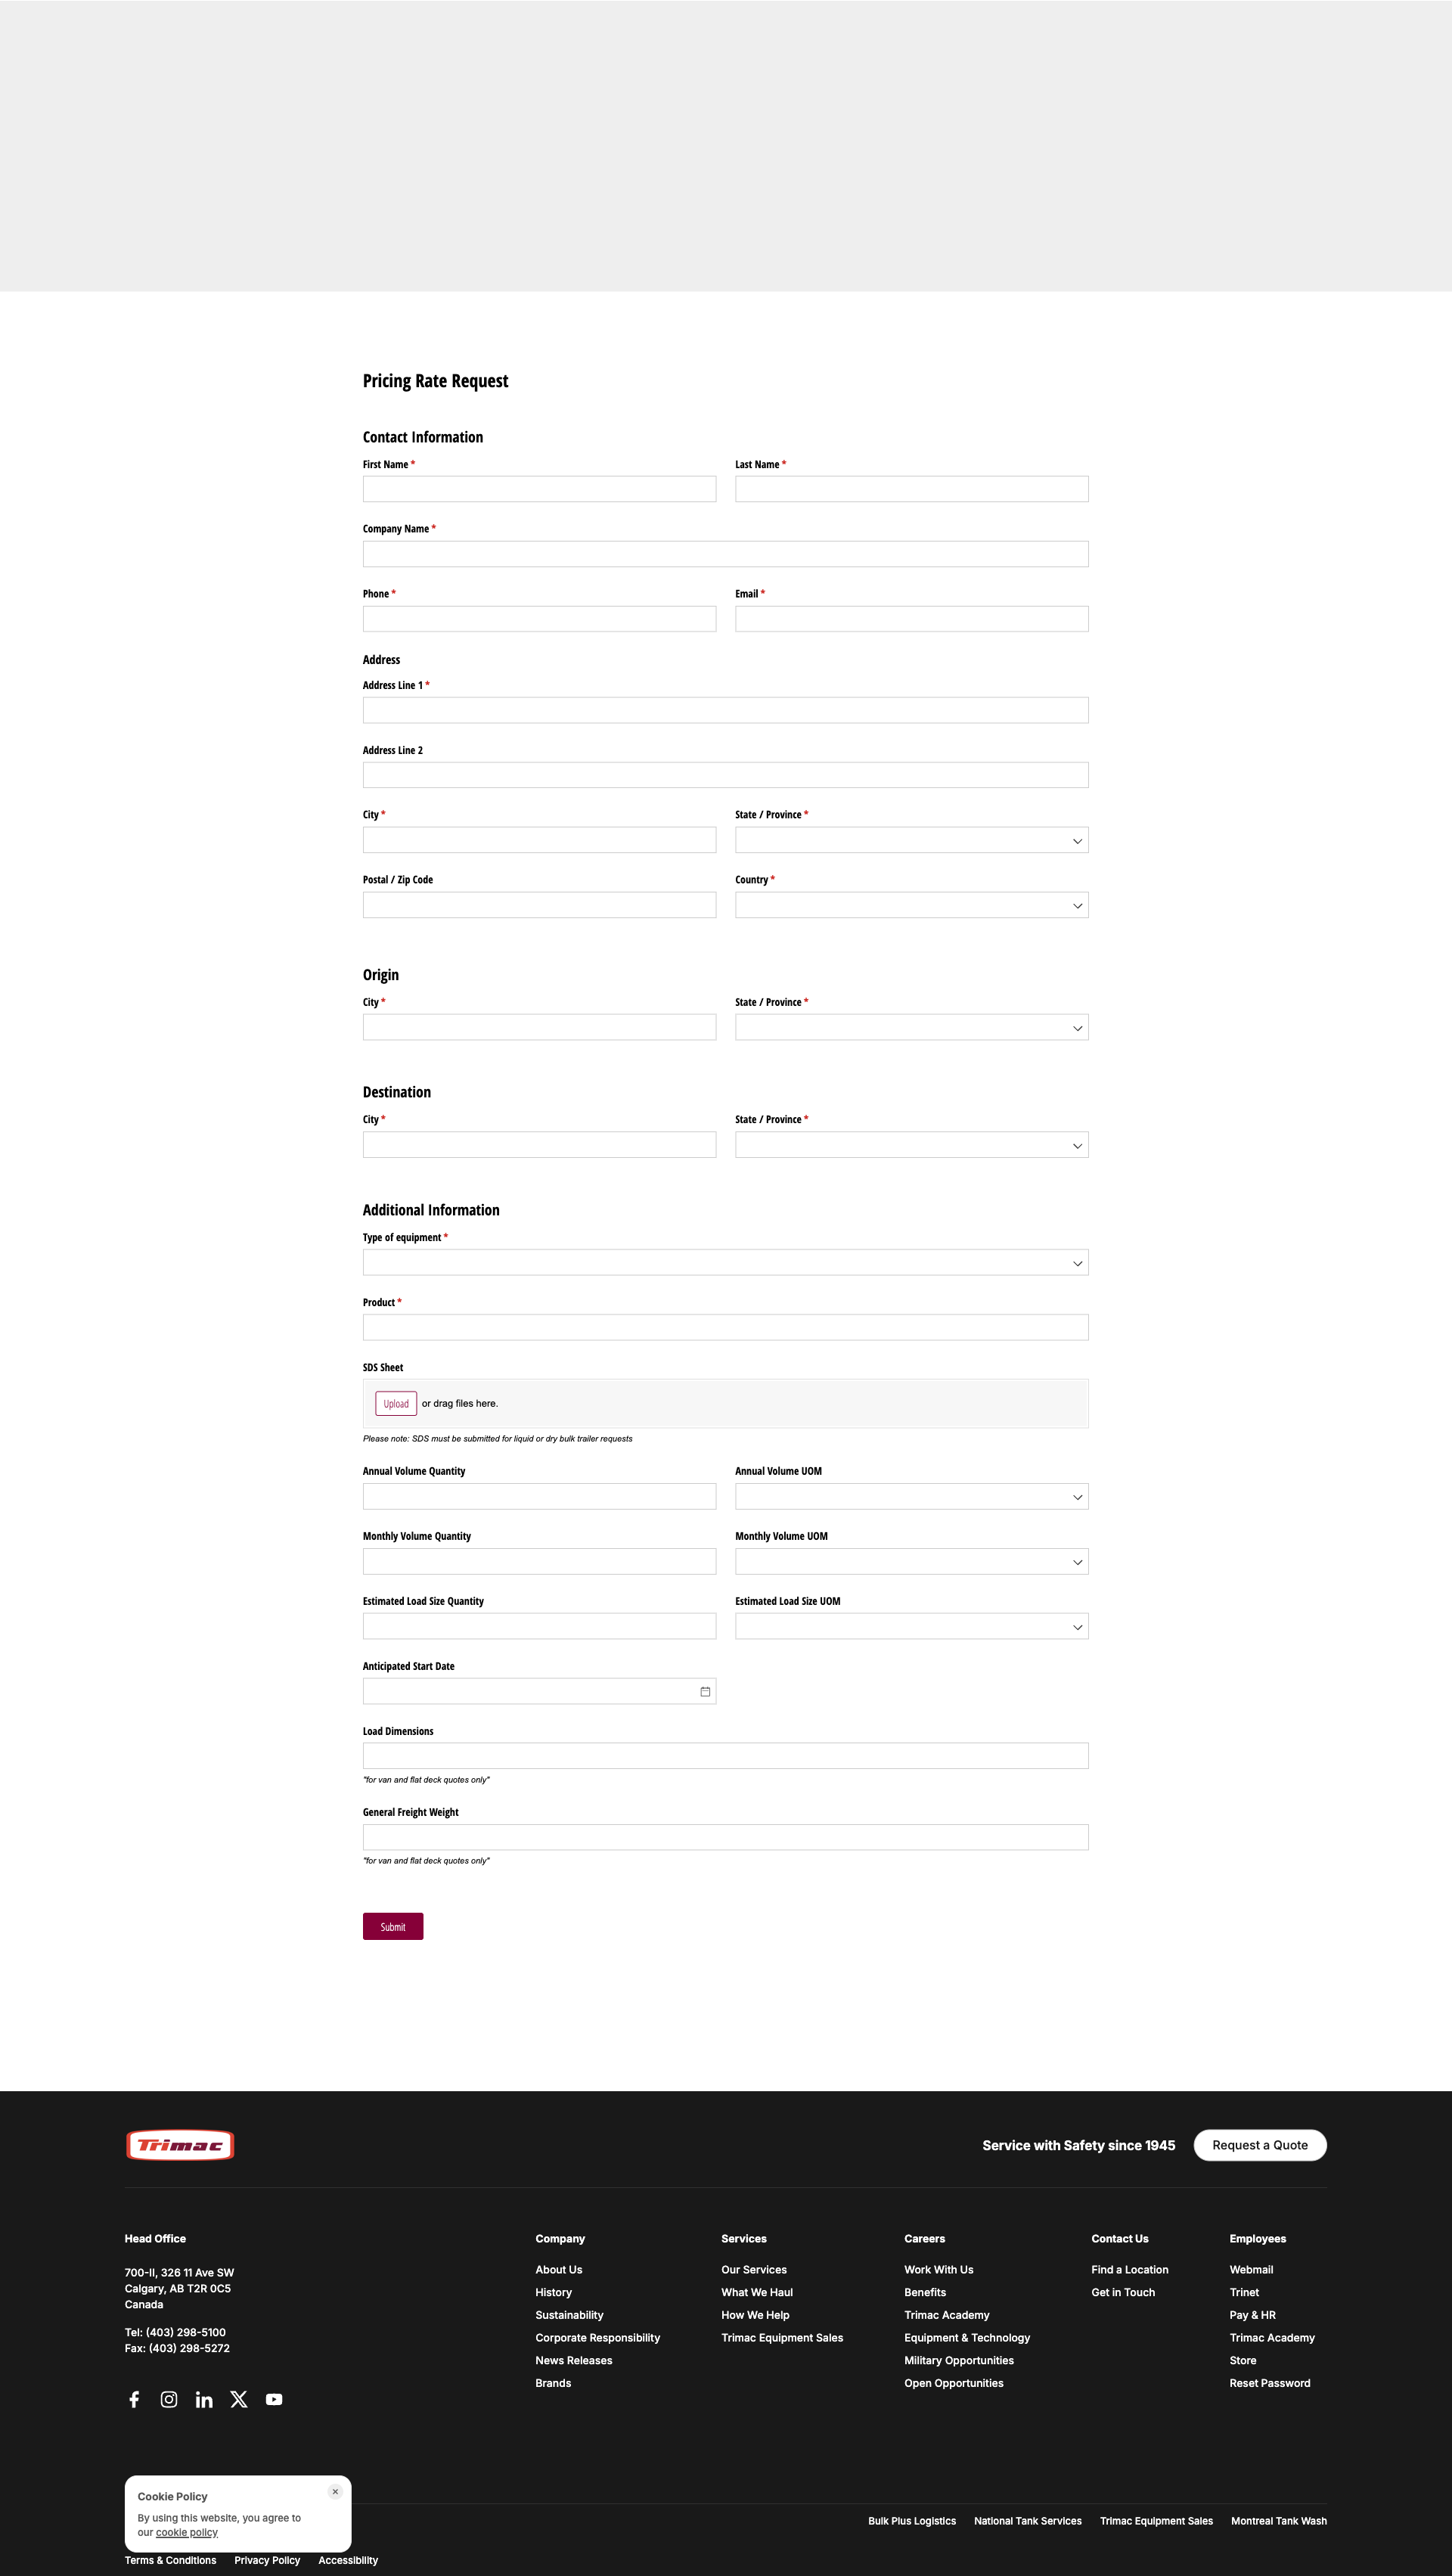 Pricing Rate Request
Contact Information
First Name *
Last Name *
Company Name *
Phone *
Email *
Address
Address Line 1 *
Address Line 2
City *
State / Province *
Postal / Zip Code
Country *
Origin
City *
State / Province *
Destination
City *
State / Province *
Additional Information
Type of equipment *
Product *
SDS Sheet
Upload or drag files here.
Please note: SDS must be submitted for liquid or dry bulk trailer requests
Annual Volume Quantity
Annual Volume UOM
Monthly Volume Quantity
Monthly Volume UOM
Estimated Load Size Quantity
Estimated Load Size UOM
Anticipated Start Date
Load Dimensions
"for van and flat deck quotes only"
General Freight Weight
"for van and flat deck quotes only"
Submit
Trimac
Service with Safety since 1945
Request a Quote
Head Office
700-II, 326 11 Ave SW
Calgary, AB T2R 0C5
Canada
Tel: (403) 298-5100
Fax: (403) 298-5272
Company
About Us
History
Sustainability
Corporate Responsibility
News Releases
Brands
Services
Our Services
What We Haul
How We Help
Trimac Equipment Sales
Careers
Work With Us
Benefits
Trimac Academy
Equipment & Technology
Military Opportunities
Open Opportunities
Contact Us
Find a Location
Get in Touch
Employees
Webmail
Trinet
Pay & HR
Trimac Academy
Store
Reset Password
Cookie Policy
By using this website, you agree to
our cookie policy
Bulk Plus Logistics
National Tank Services
Trimac Equipment Sales
Montreal Tank Wash
Terms & Conditions
Privacy Policy
Accessibility